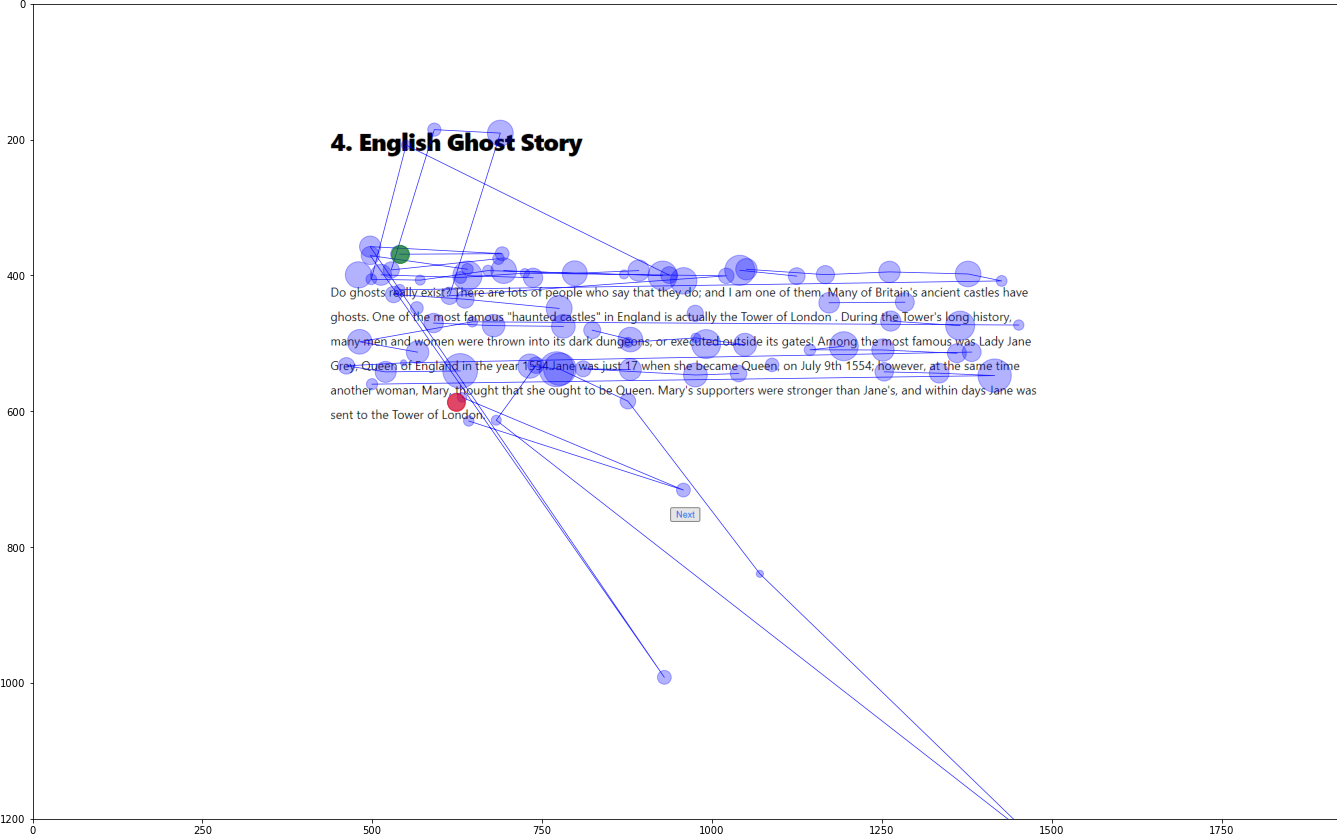 4. English Ghost Story
Do ghosts really exist? There are lots of people who say that they do; and I am one of them. Many of Britain's ancient castles have
ghosts. One of the most famous "haunted castles" in England is actually the Tower of London . During the Tower's long history,
many men and women were thrown into its dark dungeons, or executed outside its gates! Among the most famous was Lady Jane
Grey, Queen of England in the year 1554.Jane was just 17 when she became Queen, on July 9th 1554; however, at the same time
another woman, Mary, thought that she ought to be Queen. Mary's supporters were stronger than Jane's, and within days Jane was
sent to the Tower of London.
Next
0
200
400
600
800
1000
1200
0 250 500 750 1000 1250 1500 1750